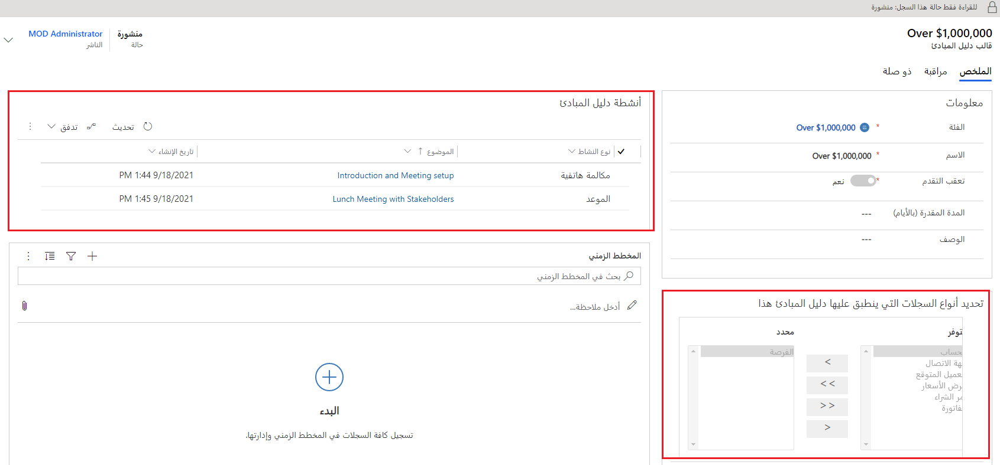 للقراءة فقط حالة هذا السجل: منشورة
Over $1,000,000
قالب دليل المبادئ
منشورة
حالة
MOD Administrator
الناشر
الملخص
مراقبة
ذو صلة
معلومات
الفئة
* Over $1,000,000
الاسم
* Over $1,000,000
تعقب التقدم
* نعم
المدة المقدرة (بالأيام)
---
الوصف
---
تحديد أنواع السجلات التي ينطبق عليها دليل المبادئ هذا
توفر
محدد
حساب
هة الاتصال
عميل المتوقع
رض الأسعار
مر الشراء
فاتورة
<
<<
>>
>
الفرصة
أنشطة دليل المبادئ
تحديث
تدفق
نوع النشاط
الموضوع
تاريخ الإنشاء
مكالمة هاتفية
Introduction and Meeting setup
9/18/2021 1:44 PM
الموعد
Lunch Meeting with Stakeholders
9/18/2021 1:45 PM
المخطط الزمني
بحث في المخطط الزمني
أدخل ملاحظة...
البدء
تسجيل كافة السجلات في المخطط الزمني وإدارتها.